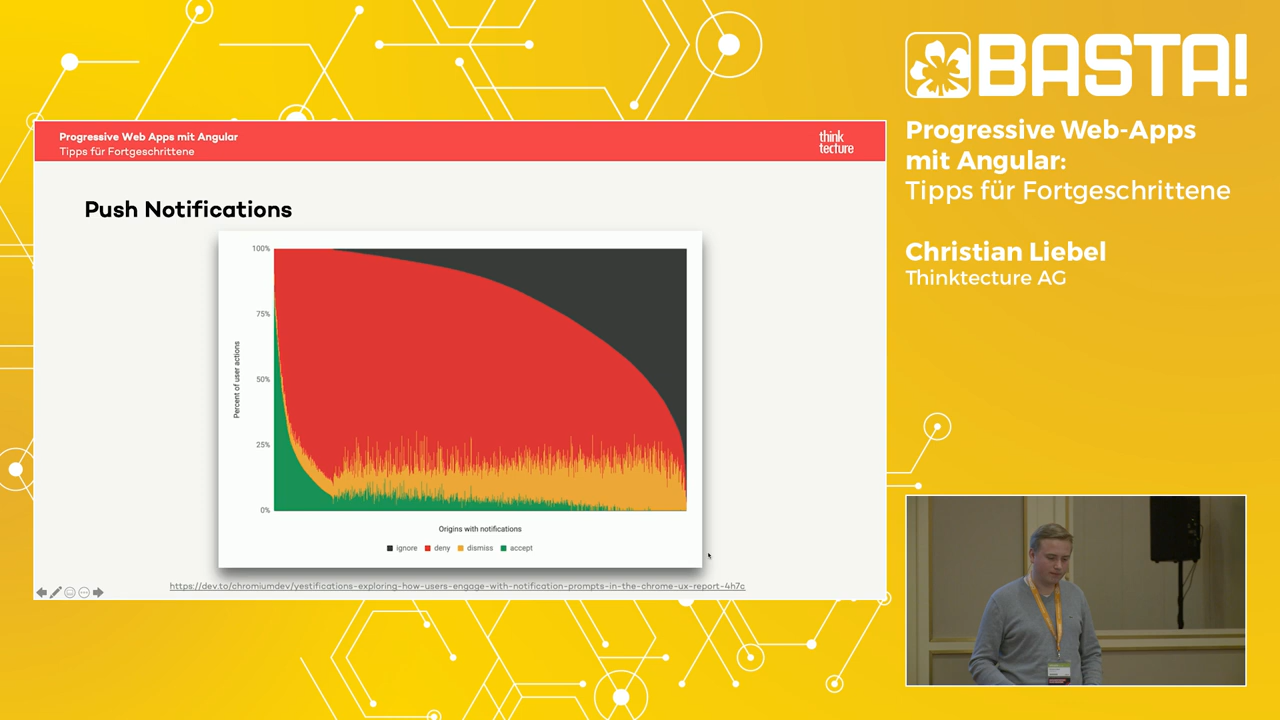 Progressive Web Apps mit Angular
Tipps für Fortgeschrittene
think
tecture
Push Notifications
100%
75%
50%
25%
0%
Percent of user actions
Origins with notifications
ignore
deny
dismiss
accept
https://dev.to/chromiumdev/yestifications-exploring-how-users-engage-with-notification-prompts-in-the-chrome-ux-report-4h7c
BASTA!
Progressive Web-Apps
mit Angular:
Tipps für Fortgeschrittene
Christian Liebel
Thinktecture AG